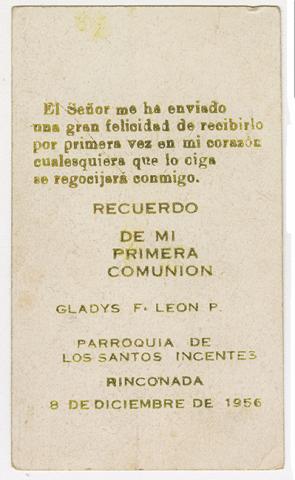 El Señor me ha enviado
una gran felicidad de recibirlo
por primera vez en mi corazón
cualesquiera que lo oiga
se regocijará conmigo.
RECUERDO
DE MI
PRIMERA
COMUNION
GLADYS F. LEON P.
PARROQUIA DE
LOS SANTOS INCENTES
RINCONADA
8 DE DICIEMBRE DE 1956